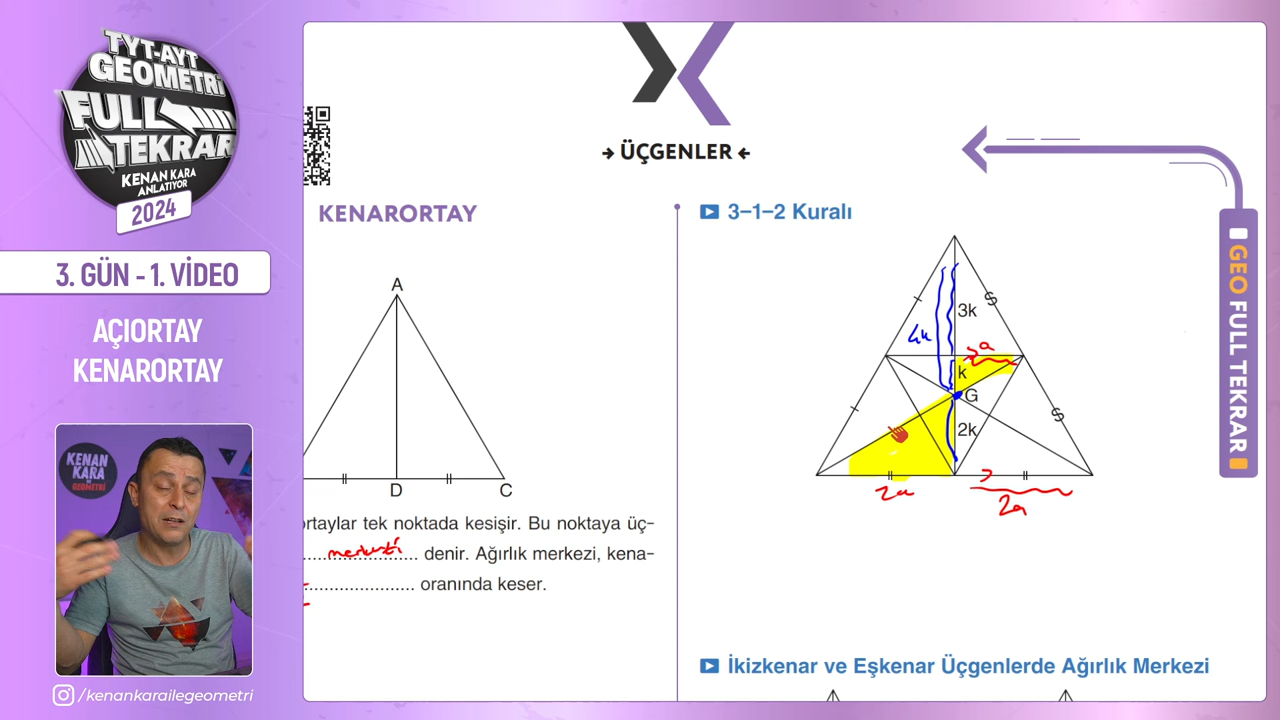 TYT-AYT
GEOMETRİ
FULL
TEKRAR
KENAN KARA
ANLATIYOR
2024
3. GÜN - 1. VİDEO
AÇIORTAY
KENARORTAY
KENAN
KARA
GEOMETRİ
/kenankarailegeometri
ÜÇGENLER
KENARORTAY
A
D
C
rtaylar tek noktada kesişir. Bu noktaya üç-
merkezi denir. Ağırlık merkezi, kena-
oranında keser.
3–1–2 Kuralı
3k
4k
a
k
G
2k
2a
2a
İkizkenar ve Eşkenar Üçgenlerde Ağırlık Merkezi
GEO FULL TEKRAR